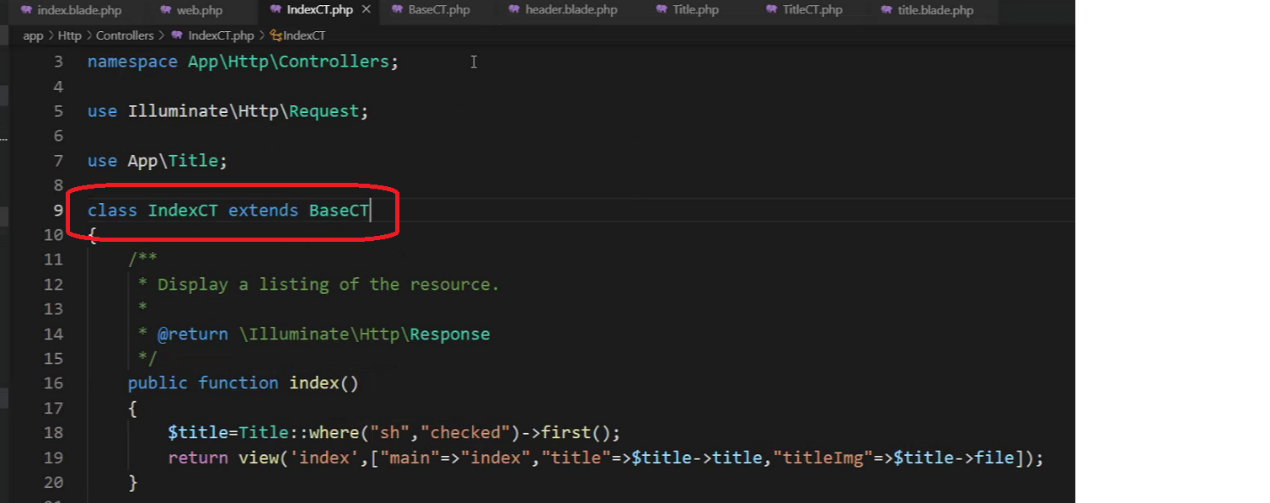 index.blade.php web.php IndexCT.php BaseCT.php header.blade.php Title.php TitleCT.php title.blade.php
app > Http > Controllers > IndexCT.php > IndexCT
3 namespace App\Http\Controllers;
4
5 use Illuminate\Http\Request;
6
7 use App\Title;
8
9 class IndexCT extends BaseCT
10 {
11 /**
12 * Display a listing of the resource.
13 *
14 * @return \Illuminate\Http\Response
15 */
16 public function index()
17 {
18 $title=Title::where("sh","checked")->first();
19 return view('index',["main"=>"index","title"=>$title->title,"titleImg"=>$title->file]);
20 }